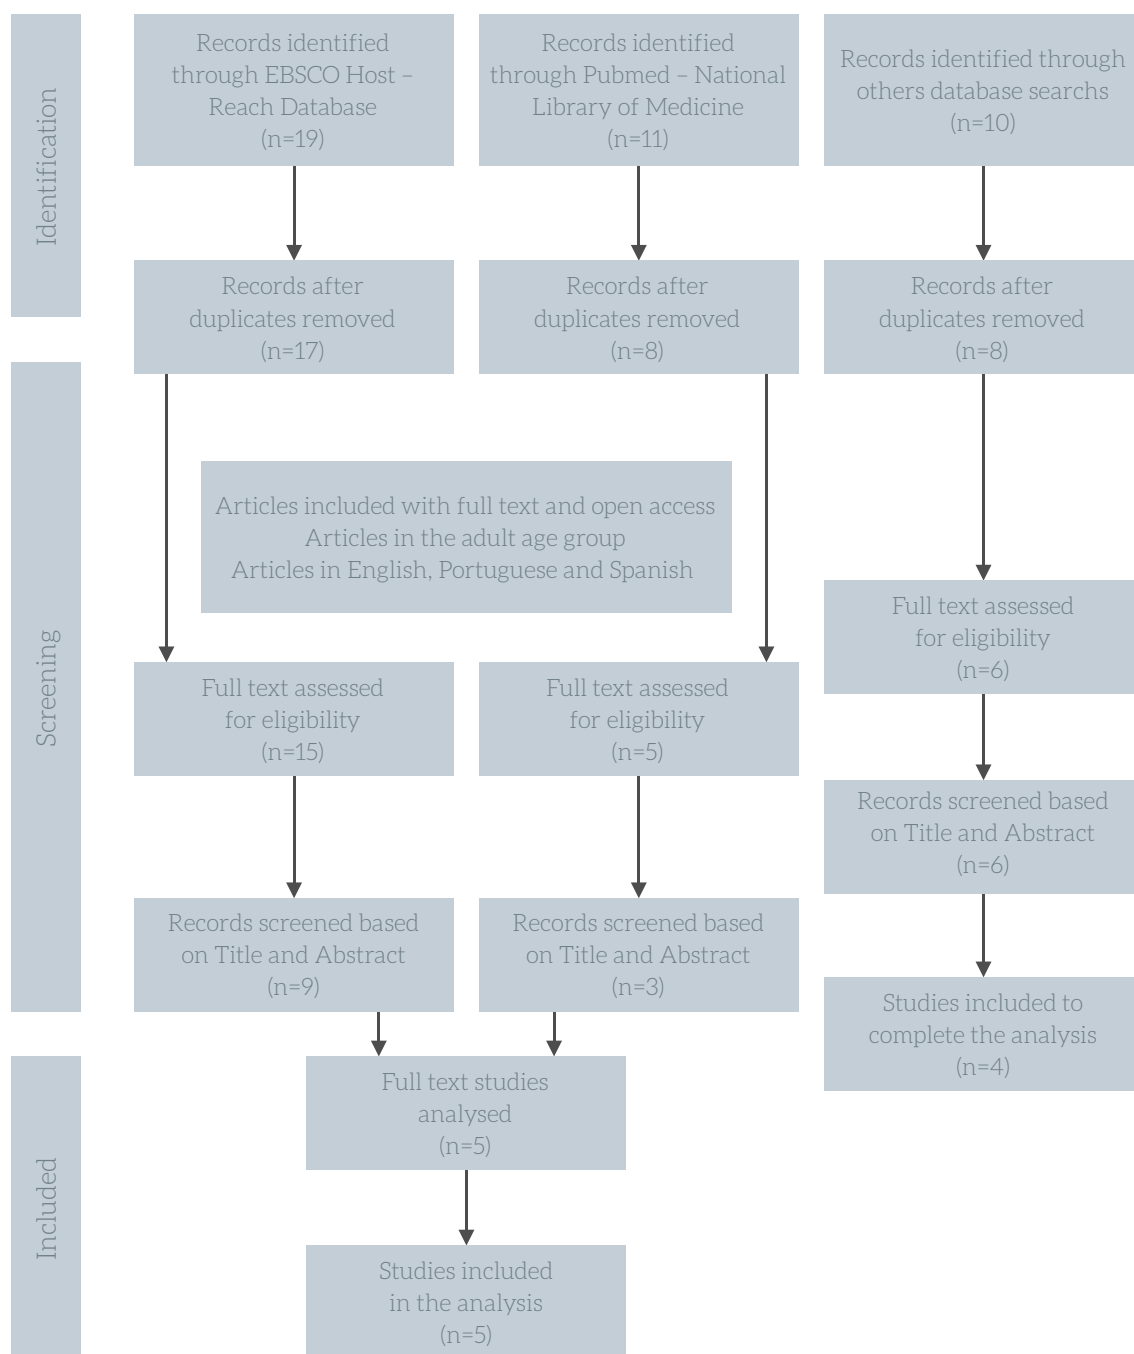 Identification
Records identified
through EBSCO Host –
Reach Database
(n=19)
Records identified
through Pubmed – National
Library of Medicine
(n=11)
Records identified through
others database searchs
(n=10)
Records after
duplicates removed
(n=17)
Records after
duplicates removed
(n=8)
Records after
duplicates removed
(n=8)
Screening
Articles included with full text and open access
Articles in the adult age group
Articles in English, Portuguese and Spanish
Full text assessed
for eligibility
(n=15)
Full text assessed
for eligibility
(n=5)
Full text assessed
for eligibility
(n=6)
Records screened based
on Title and Abstract
(n=9)
Records screened based
on Title and Abstract
(n=3)
Records screened based
on Title and Abstract
(n=6)
Studies included to
complete the analysis
(n=4)
Included
Full text studies
analysed
(n=5)
Studies included
in the analysis
(n=5)